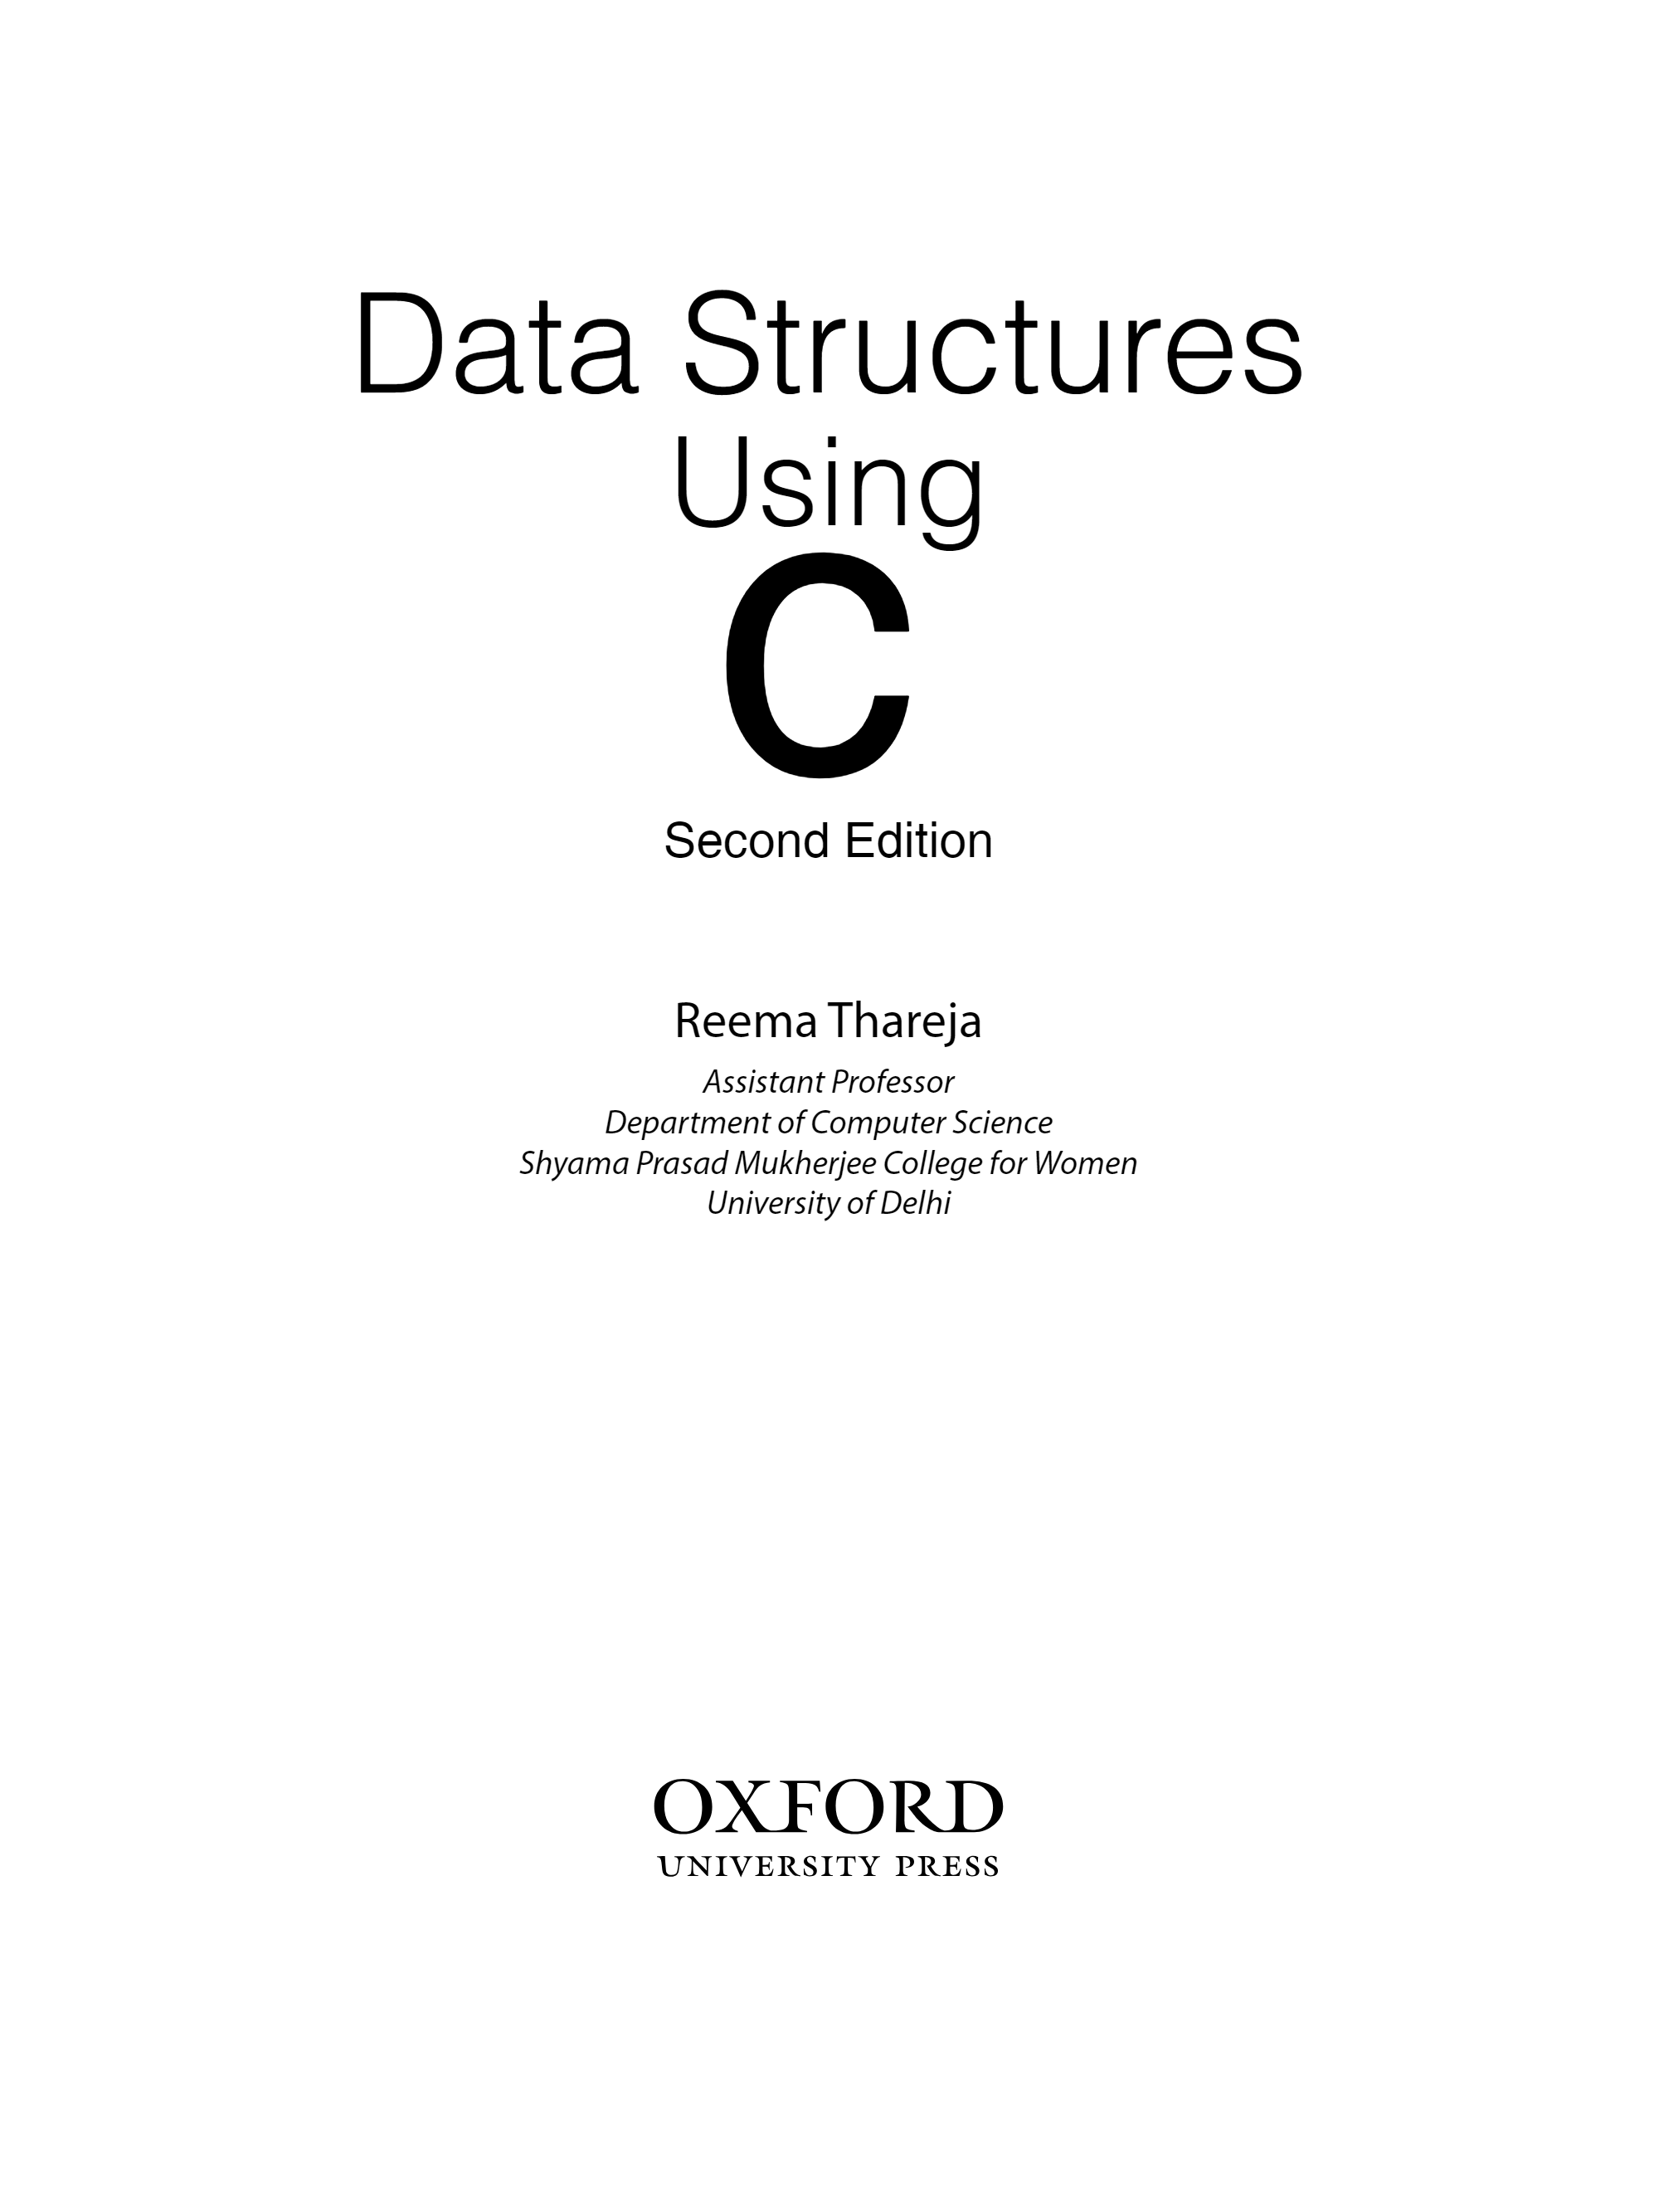 Data Structures
Using
C
Second Edition
Reema Thareja
Assistant Professor
Department of Computer Science
Shyama Prasad Mukherjee College for Women
University of Delhi
OXFORD
UNIVERSITY PRESS